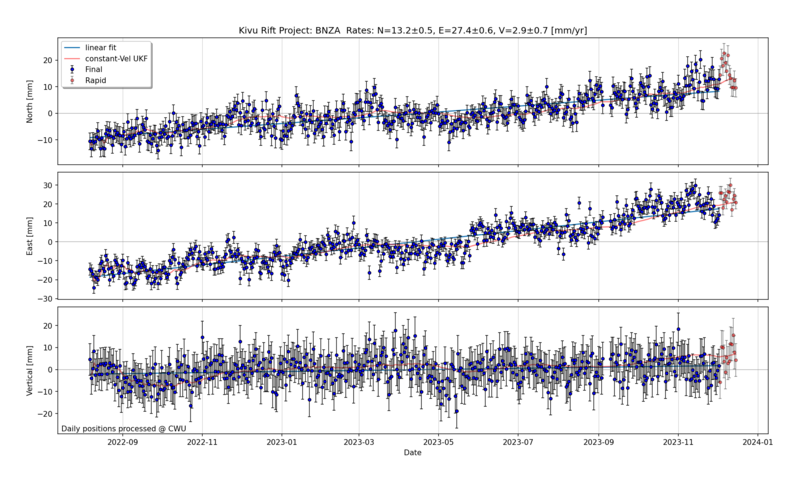 Kivu Rift Project: BNZA  Rates: N=13.2±0.5, E=27.4±0.6, V=2.9±0.7 [mm/yr]
linear fit
constant-Vel UKF
Final
Rapid
North [mm]
20
10
0
−10
East [mm]
30
20
10
0
−10
−20
−30
Vertical [mm]
20
10
0
−10
−20
Daily positions processed @ CWU
2022-09
2022-11
2023-01
2023-03
2023-05
2023-07
2023-09
2023-11
2024-01
Date